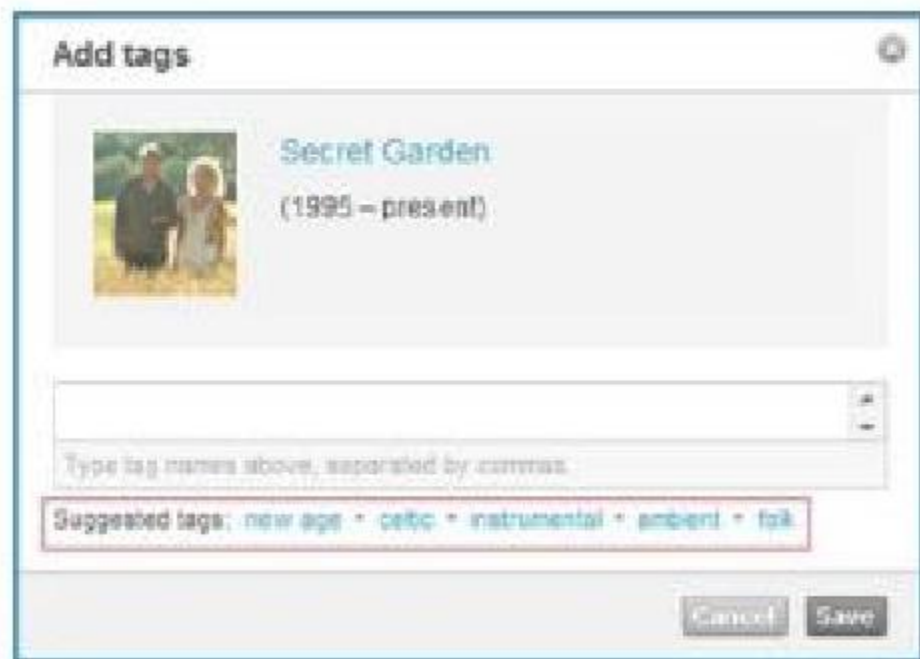 Add tags
Secret Garden
(1995 – present)
Type tag names above, separated by commas.
Suggested tags: new age • celtic • instrumental • ambient • folk
Cancel Save